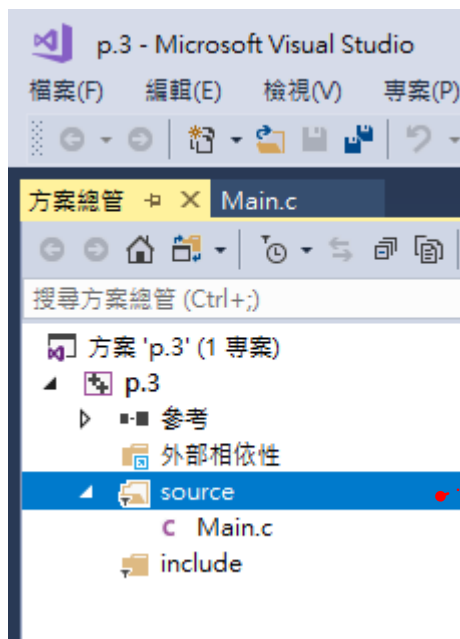 p.3 - Microsoft Visual Studio
檔案(F) 編輯(E) 檢視(V) 專案(P)
方案總管 Main.c
搜尋方案總管 (Ctrl+;)
方案 'p.3' (1 專案)
p.3
參考
外部相依性
source
Main.c
include